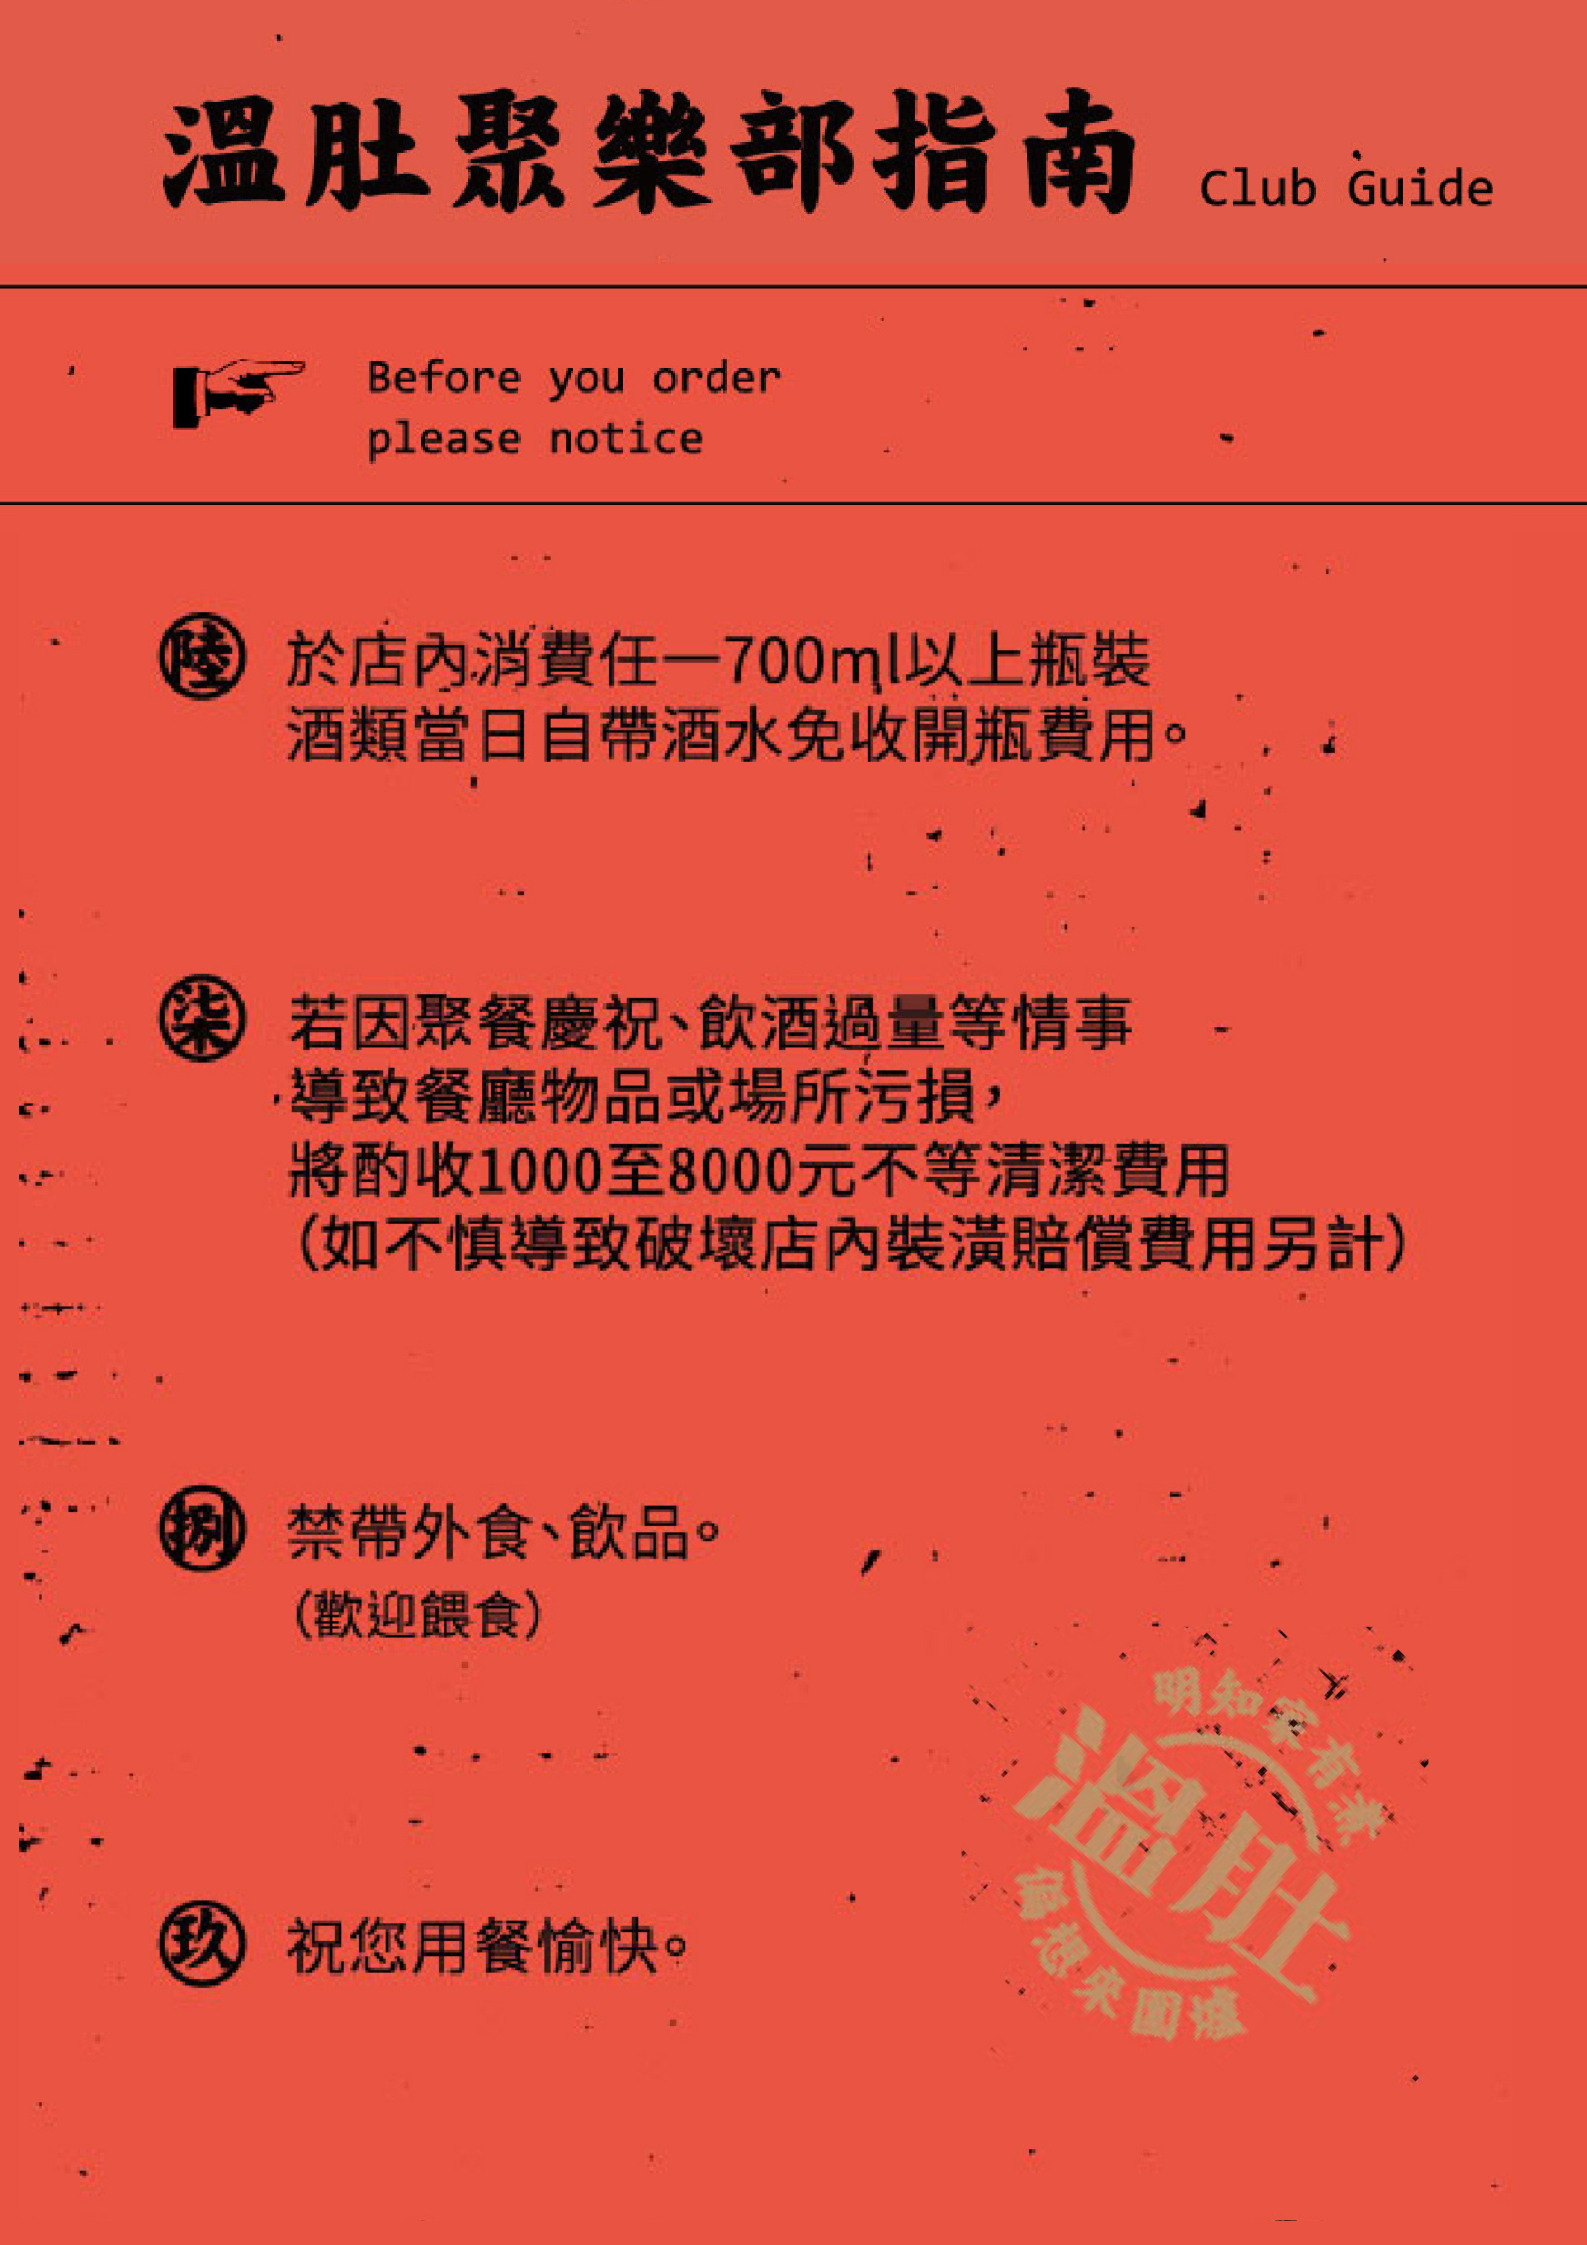 溫肚聚樂部指南 Club Guide
Before you order
please notice
陸 於店內消費任一700ml以上瓶裝
酒類當日自帶酒水免收開瓶費用。
柒 若因聚餐慶祝、飲酒過量等情事
導致餐廳物品或場所污損，
將酌收1000至8000元不等清潔費用
（如不慎導致破壞店內裝潢賠償費用另計）
捌 禁帶外食、飲品。
（歡迎餵食）
玖 祝您用餐愉快。
明知家有灶
溫肚
偏想來圍爐